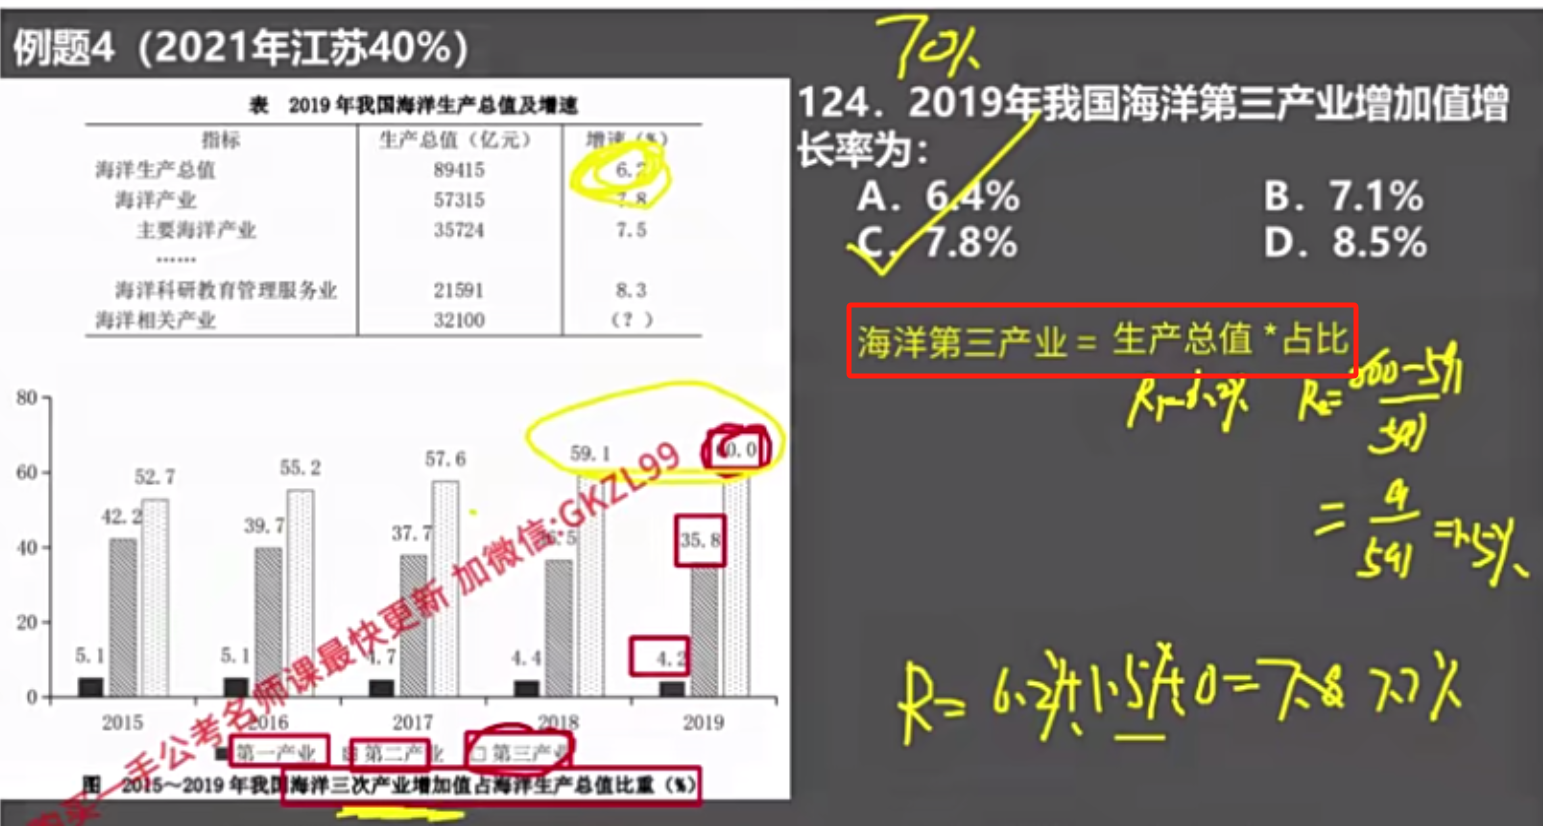 例题4（2021年江苏40%）
70%
表 2019年我国海洋生产总值及增速
指标 生产总值（亿元） 增速（%）
海洋生产总值 89415 6.2
海洋产业 57315 7.8
主要海洋产业 35724 7.5
……
海洋科研教育管理服务业 21591 8.3
海洋相关产业 32100 （?）
124. 2019年我国海洋第三产业增加值增
长率为：
A. 6.4% B. 7.1%
C. 7.8% D. 8.5%
海洋第三产业 = 生产总值 *占比
600-591
591
= 9
591
=1.5%
R= 6.2%+1.5%+0= 7.7%
80
60
40
20
0
5.1 42.2 52.7
5.1 39.7 55.2
4.7 37.7 57.6
4.4 36.5 59.1
4.2 35.8 60.0
2015 2016 2017 2018 2019
第一产业 第二产业 第三产业
图 2015～2019年我国海洋三次产业增加值占海洋生产总值比重（%）
购买一手公考名师课最快更新 加微信:GKZL99